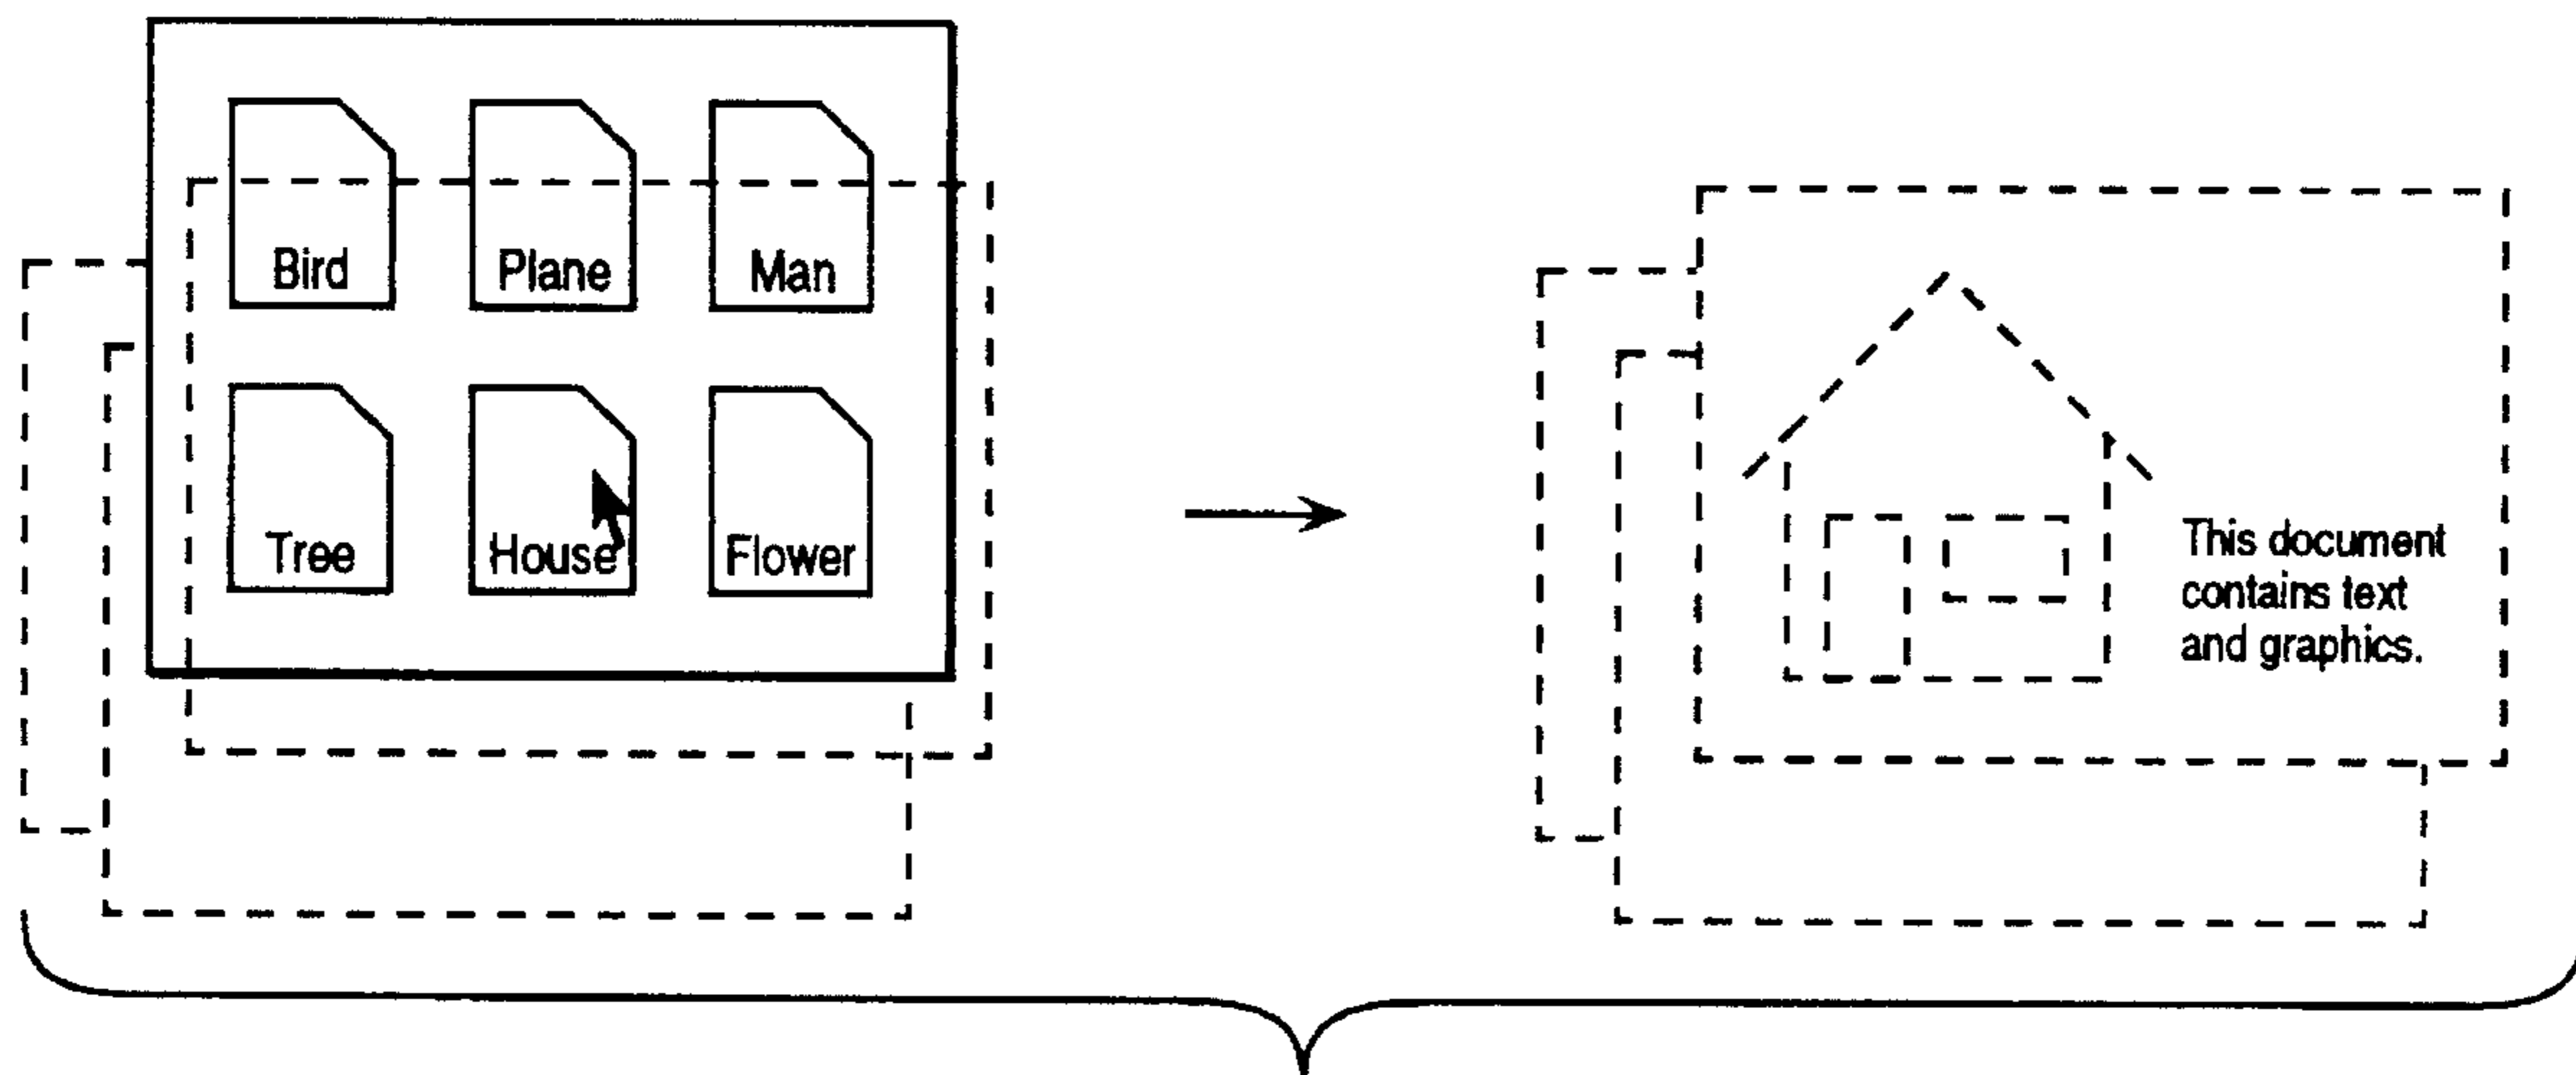 Bird
Plane
Man
Tree
House
Flower
This document
contains text
and graphics.